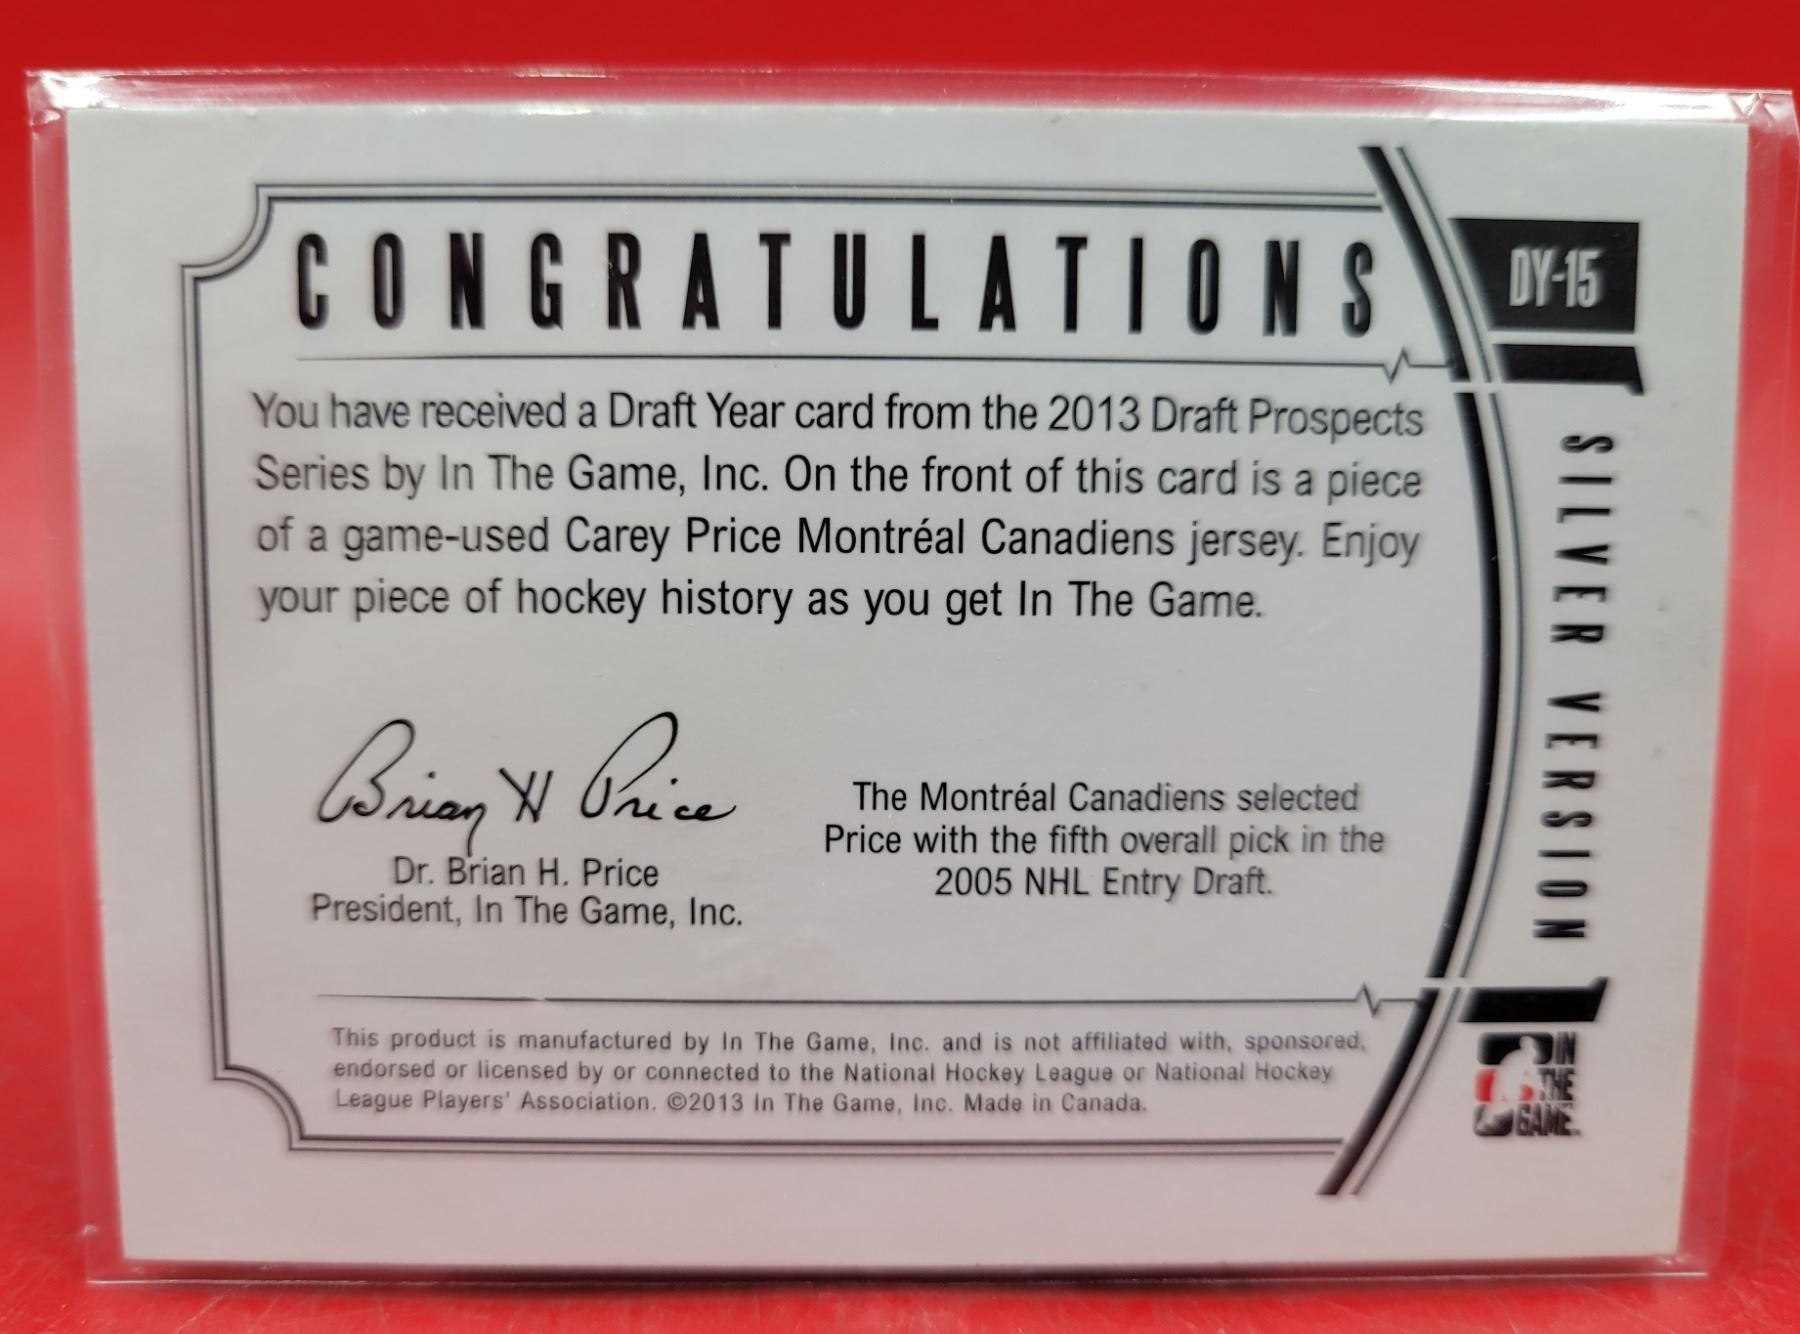 CONGRATULATIONS
You have received a Draft Year card from the 2013 Draft Prospects
Series by In The Game, Inc. On the front of this card is a piece
of a game-used Carey Price Montréal Canadiens jersey. Enjoy
your piece of hockey history as you get In The Game.
Brian H Price
Dr. Brian H. Price
President, In The Game, Inc.
The Montréal Canadiens selected
Price with the fifth overall pick in the
2005 NHL Entry Draft.
This product is manufactured by In The Game, Inc. and is not affiliated with, sponsored,
endorsed or licensed by or connected to the National Hockey League or National Hockey
League Players' Association. ©2013 In The Game, Inc. Made in Canada.
DY-15
SILVER VERSION
IN
THE
GAME.